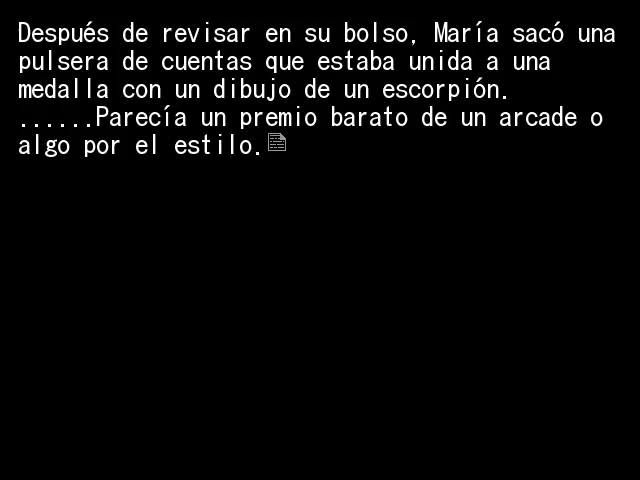 Después de revisar en su bolso, María sacó una
pulsera de cuentas que estaba unida a una
medalla con un dibujo de un escorpión.
......Parecía un premio barato de un arcade o
algo por el estilo.